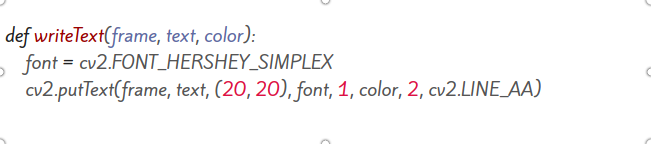 def writeText(frame, text, color):
font = cv2.FONT_HERSHEY_SIMPLEX
cv2.putText(frame, text, (20, 20), font, 1, color, 2, cv2.LINE_AA)